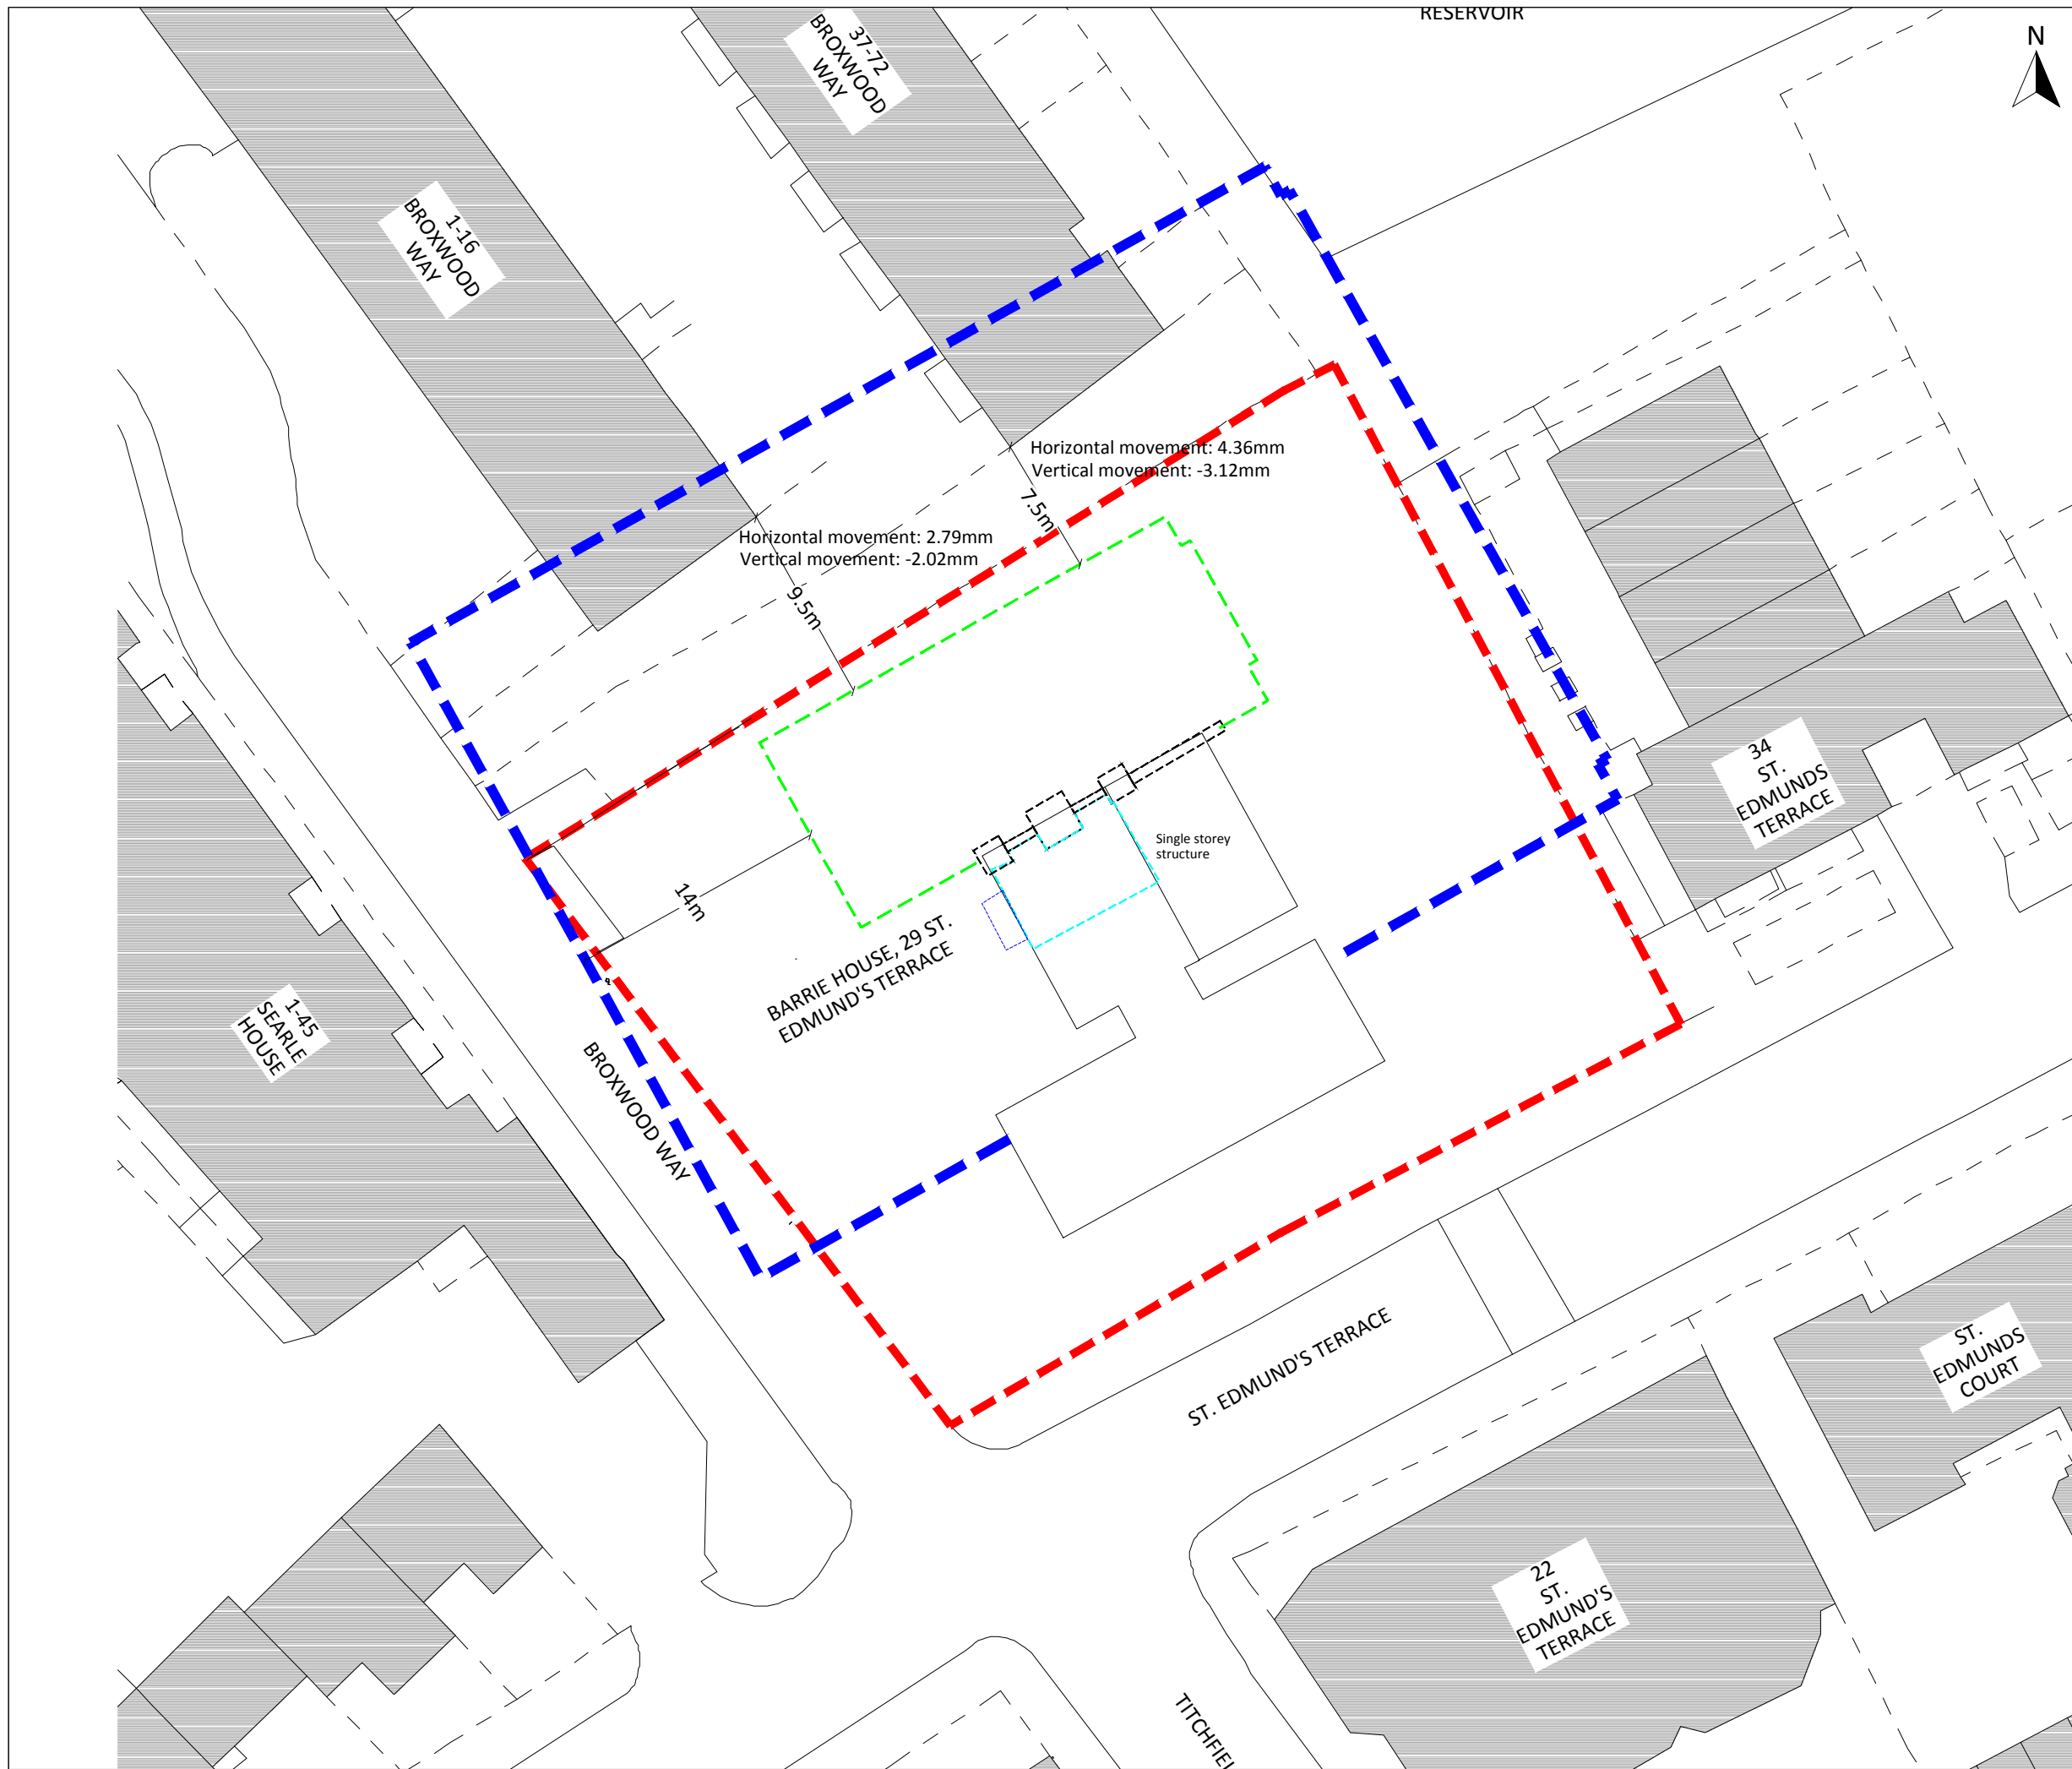 RESERVOIR
N
37-72
BROXWOOD
WAY
1-16
BROXWOOD
WAY
Horizontal movement: 4.36mm
Vertical movement: -3.12mm
7.5m
Horizontal movement: 2.79mm
Vertical movement: -2.02mm
9.5m
34
ST.
EDMUNDS
TERRACE
Single storey
structure
14m
BARRIE HOUSE, 29 ST.
EDMUND'S TERRACE
1-45
SEARLE
HOUSE
BROXWOOD WAY
ST. EDMUND'S TERRACE
ST.
EDMUNDS
COURT
22
ST.
EDMUND'S
TERRACE